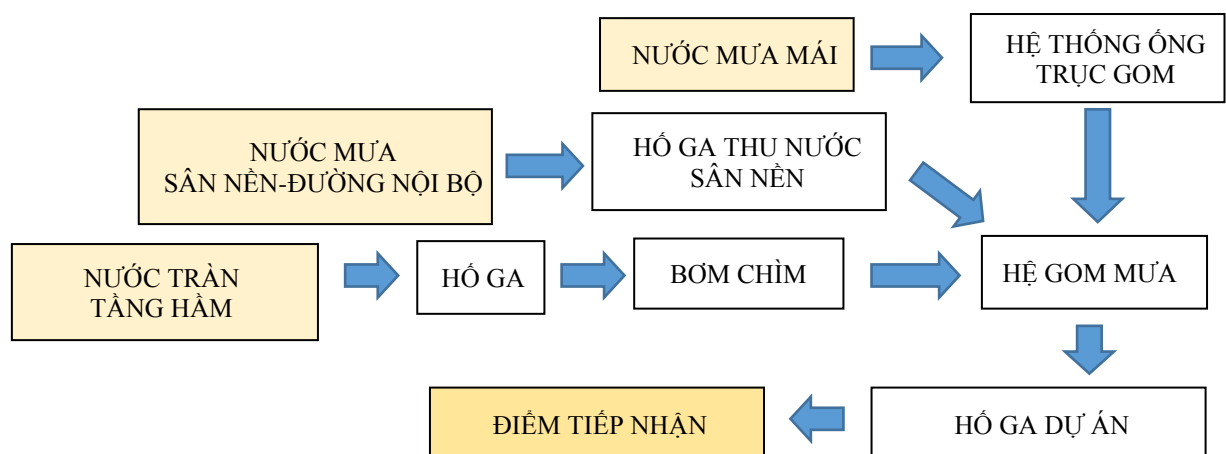 NƯỚC MƯA MÁI
HỆ THỐNG ỐNG
TRỤC GOM
NƯỚC MƯA
SÂN NỀN-ĐƯỜNG NỘI BỘ
HỐ GA THU NƯỚC
SÂN NỀN
NƯỚC TRÀN
TẦNG HẦM
HỐ GA
BƠM CHÌM
HỆ GOM MƯA
ĐIỂM TIẾP NHẬN
HỐ GA DỰ ÁN